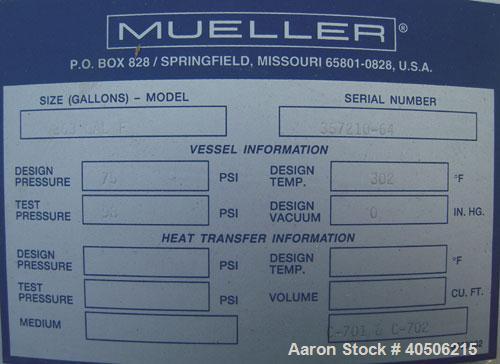 MUELLER®
P.O. BOX 828 / SPRINGFIELD, MISSOURI 65801-0828, U.S.A.
SIZE (GALLONS) – MODEL SERIAL NUMBER
GAL F 357210-64
VESSEL INFORMATION
DESIGN PRESSURE 75 PSI DESIGN TEMP. 302 °F
TEST PRESSURE PSI DESIGN VACUUM 0 IN. HG.
HEAT TRANSFER INFORMATION
DESIGN PRESSURE PSI DESIGN TEMP. °F
TEST PRESSURE PSI VOLUME CU. FT.
MEDIUM C-701 & C-702
Aaron Stock # 40506215